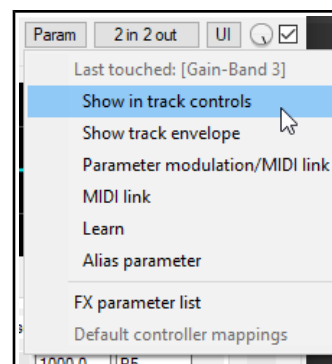 Param 2 in 2 out UI
Last touched: [Gain-Band 3]
Show in track controls
Show track envelope
Parameter modulation/MIDI link
MIDI link
Learn
Alias parameter
FX parameter list
Default controller mappings